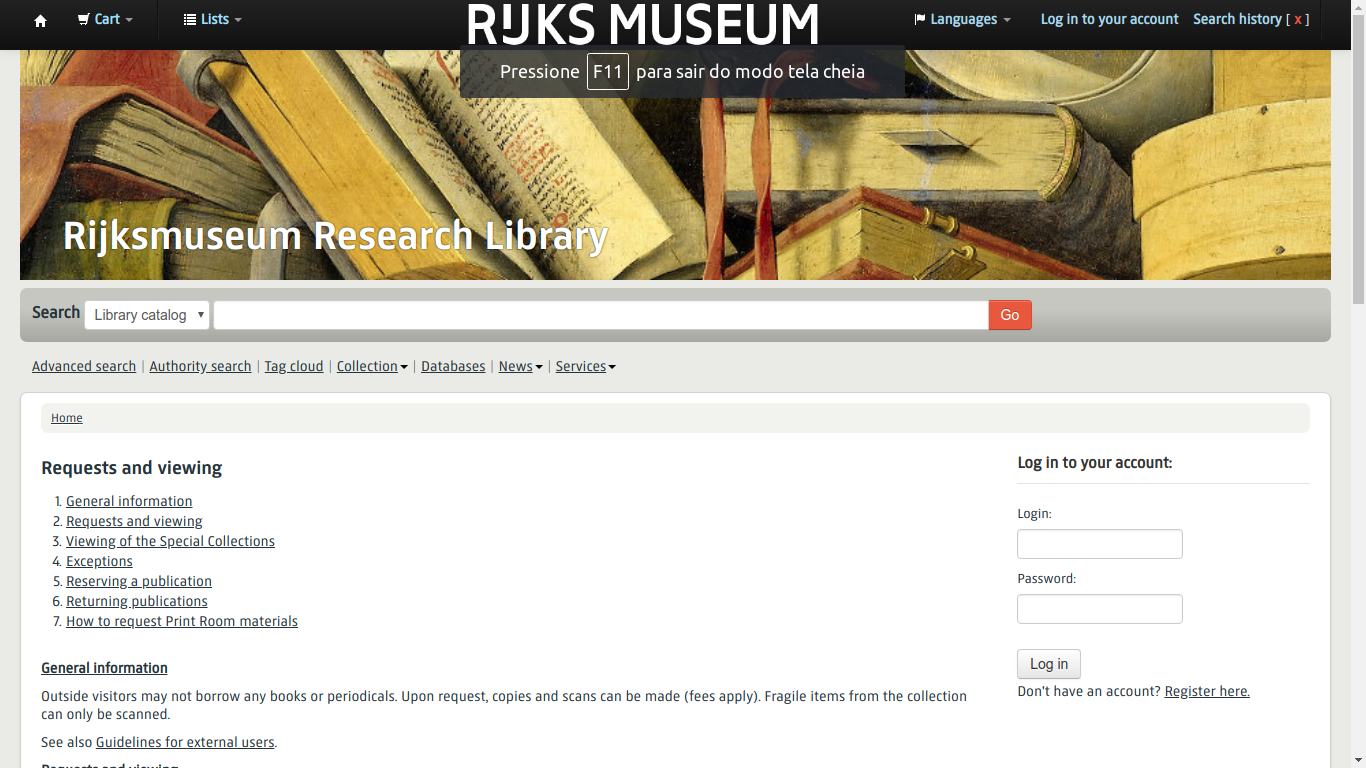 Cart
Lists
RIJKS MUSEUM
Languages
Log in to your account
Search history [ x ]
Pressione F11 para sair do modo tela cheia
Rijksmuseum Research Library
Search Library catalog Go
Advanced search | Authority search | Tag cloud | Collection | Databases | News | Services
Home
Requests and viewing
1. General information
2. Requests and viewing
3. Viewing of the Special Collections
4. Exceptions
5. Reserving a publication
6. Returning publications
7. How to request Print Room materials
General information
Outside visitors may not borrow any books or periodicals. Upon request, copies and scans can be made (fees apply). Fragile items from the collection
can only be scanned.
See also Guidelines for external users.
Requests and viewing
Log in to your account:
Login:
Password:
Log in
Don't have an account? Register here.